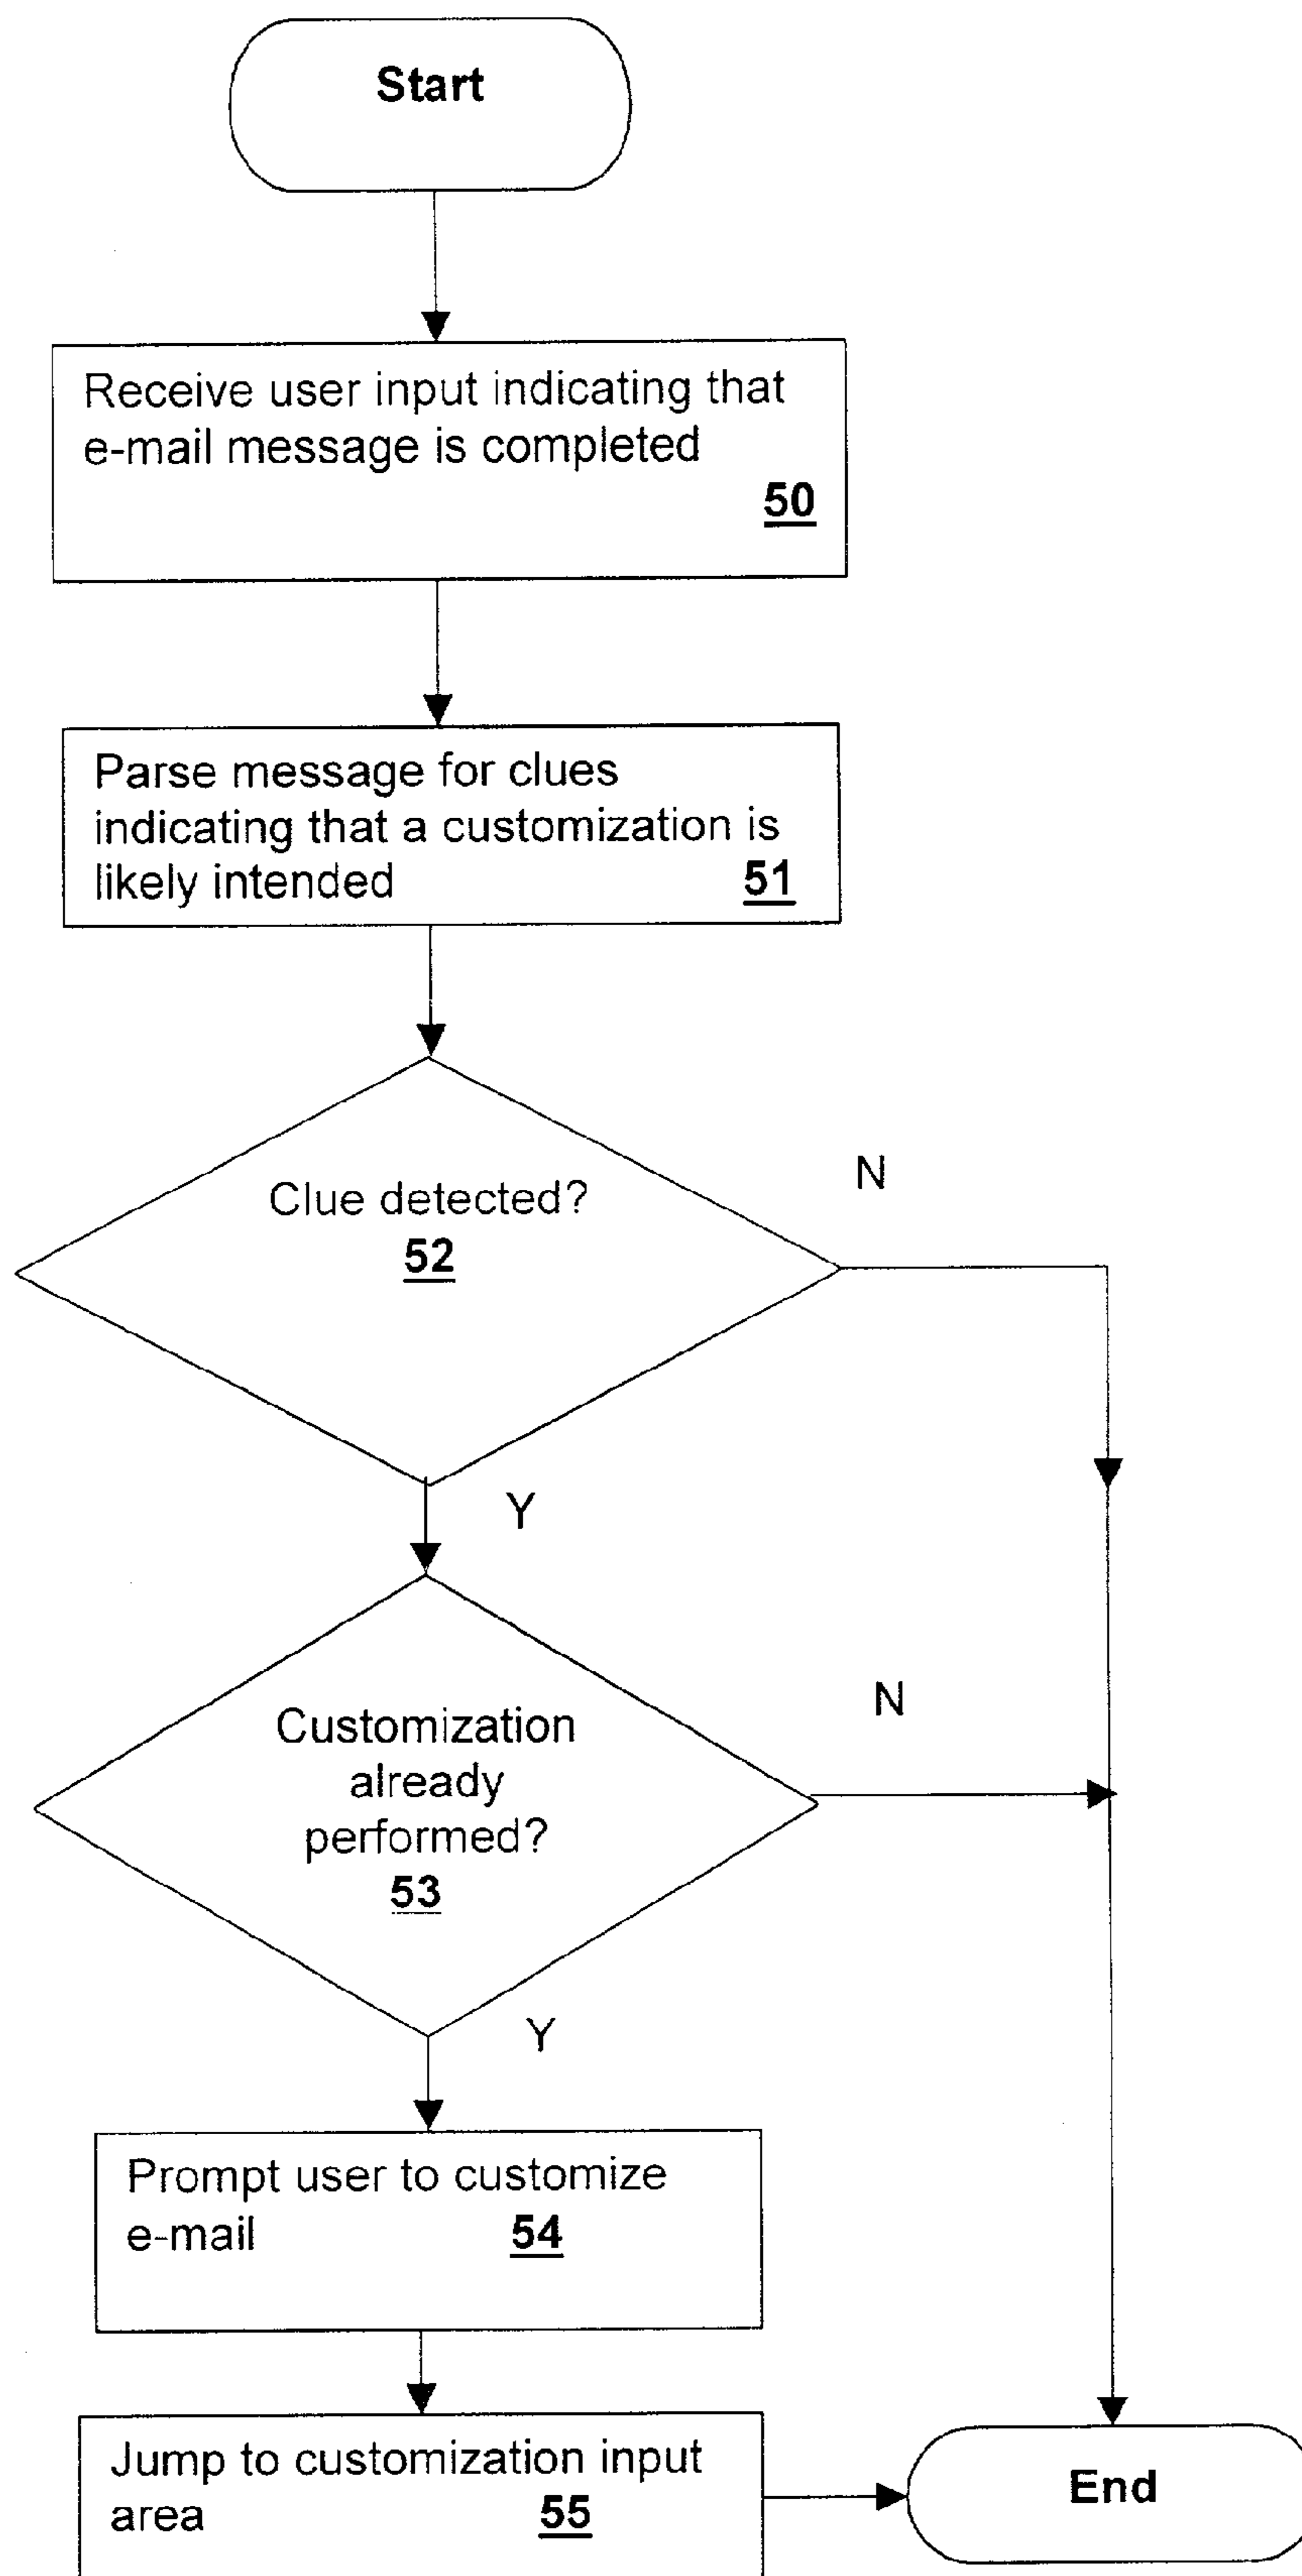 Start
Receive user input indicating that
e-mail message is completed
50
Parse message for clues
indicating that a customization is
likely intended 51
Clue detected?
52
N
Y
Customization
already
performed?
53
N
Y
Prompt user to customize
e-mail 54
Jump to customization input
area 55
End